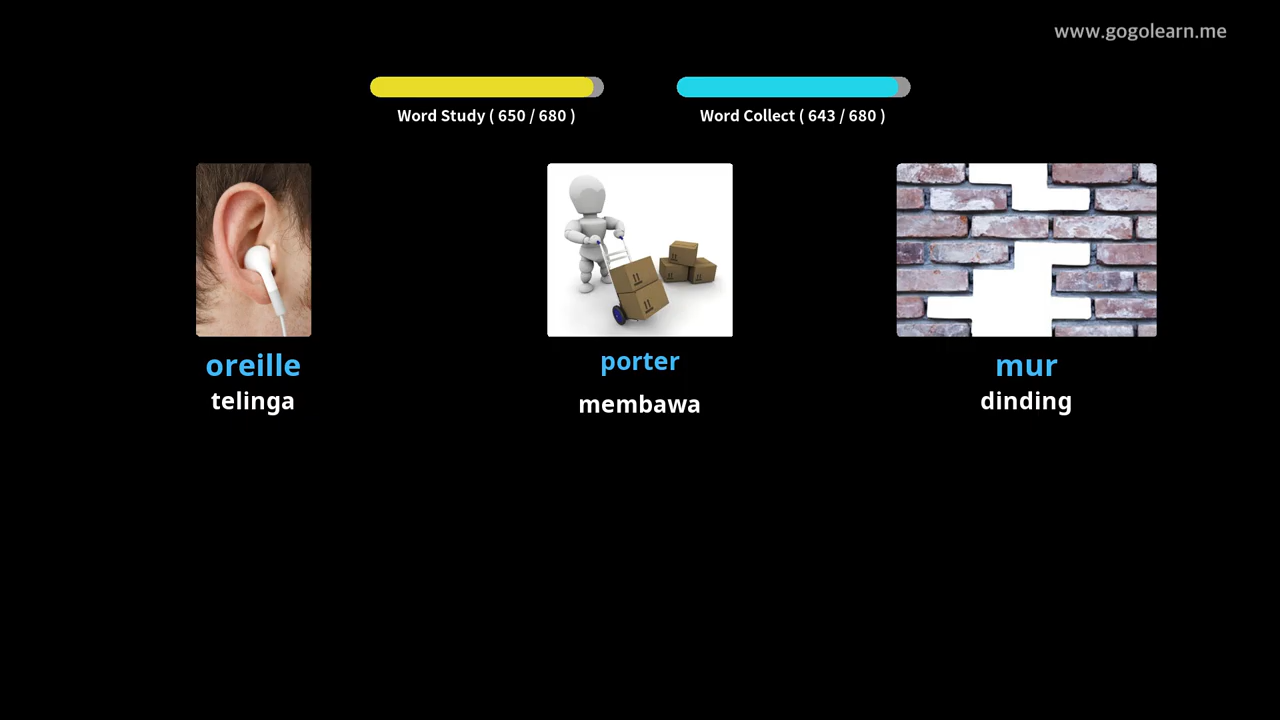 www.gogolearn.me
Word Study ( 650 / 680 )
Word Collect ( 643 / 680 )
oreille
telinga
porter
membawa
mur
dinding